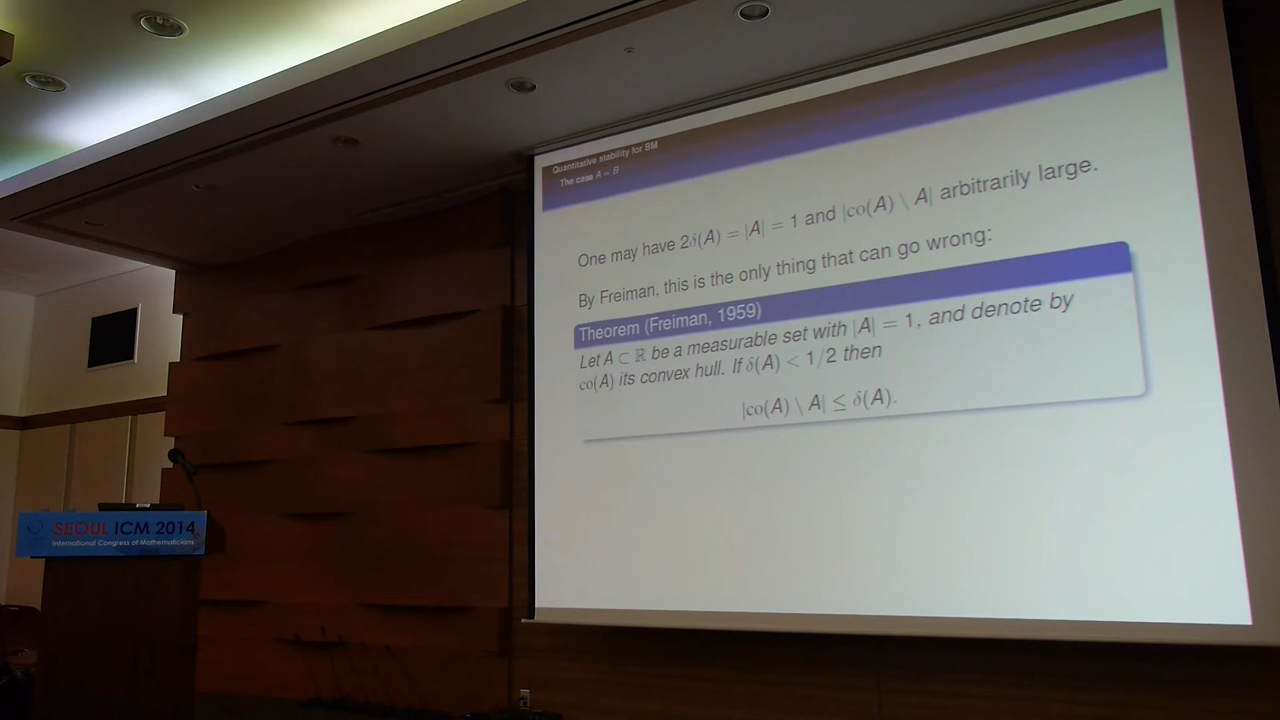 Quantitative stability for BM
The case A = B
One may have 2δ(A) = |A| = 1 and |co(A) \ A| arbitrarily large.
By Freiman, this is the only thing that can go wrong:
Theorem (Freiman, 1959)
Let A ⊂ ℝ be a measurable set with |A| = 1, and denote by
co(A) its convex hull. If δ(A) < 1/2 then
|co(A) \ A| ≤ δ(A).
SEOUL ICM 2014
International Congress of Mathematicians